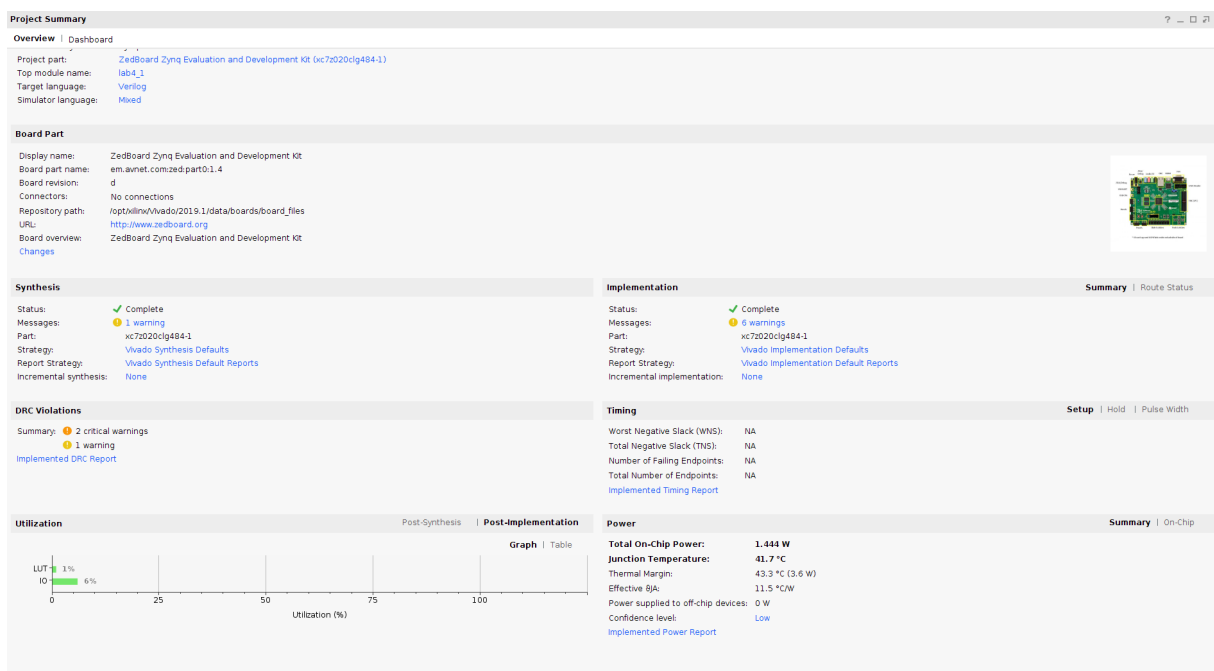 Project Summary
Overview | Dashboard
Project part: ZedBoard Zynq Evaluation and Development Kit (xc7z020clg484-1)
Top module name: lab4_1
Target language: Verilog
Simulator language: Mixed
Board Part
Display name: ZedBoard Zynq Evaluation and Development Kit
Board part name: em.avnet.com:zed:part0:1.4
Board revision: d
Connectors: No connections
Repository path: /opt/xilinx/Vivado/2019.1/data/boards/board_files
URL: http://www.zedboard.org
Board overview: ZedBoard Zynq Evaluation and Development Kit
Changes
Synthesis
Status: Complete
Messages: 1 warning
Part: xc7z020clg484-1
Strategy: Vivado Synthesis Defaults
Report Strategy: Vivado Synthesis Default Reports
Incremental synthesis: None
Implementation Summary | Route Status
Status: Complete
Messages: 6 warnings
Part: xc7z020clg484-1
Strategy: Vivado Implementation Defaults
Report Strategy: Vivado Implementation Default Reports
Incremental implementation: None
DRC Violations
Summary: 2 critical warnings
1 warning
Implemented DRC Report
Timing Setup | Hold | Pulse Width
Worst Negative Slack (WNS): NA
Total Negative Slack (TNS): NA
Number of Failing Endpoints: NA
Total Number of Endpoints: NA
Implemented Timing Report
Utilization Post-Synthesis | Post-Implementation
Graph | Table
LUT 1%
IO 6%
0 25 50 75 100
Utilization (%)
Power Summary | On-Chip
Total On-Chip Power: 1.444 W
Junction Temperature: 41.7 °C
Thermal Margin: 43.3 °C (3.6 W)
Effective θJA: 11.5 °C/W
Power supplied to off-chip devices: 0 W
Confidence level: Low
Implemented Power Report